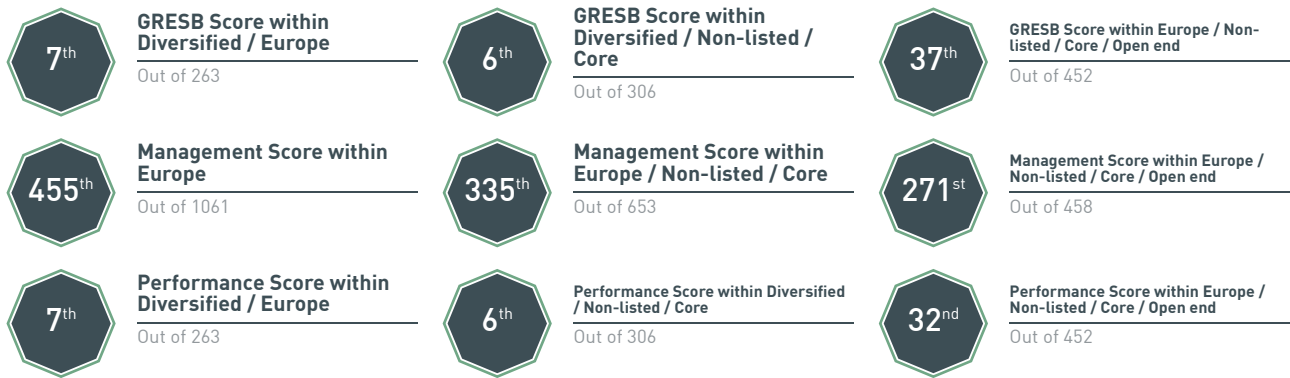 7th
GRESB Score within
Diversified / Europe
Out of 263
6th
GRESB Score within
Diversified / Non-listed /
Core
Out of 306
37th
GRESB Score within Europe / Non-
listed / Core / Open end
Out of 452
455th
Management Score within
Europe
Out of 1061
335th
Management Score within
Europe / Non-listed / Core
Out of 653
271st
Management Score within Europe /
Non-listed / Core / Open end
Out of 458
7th
Performance Score within
Diversified / Europe
Out of 263
6th
Performance Score within Diversified
/ Non-listed / Core
Out of 306
32nd
Performance Score within Europe /
Non-listed / Core / Open end
Out of 452